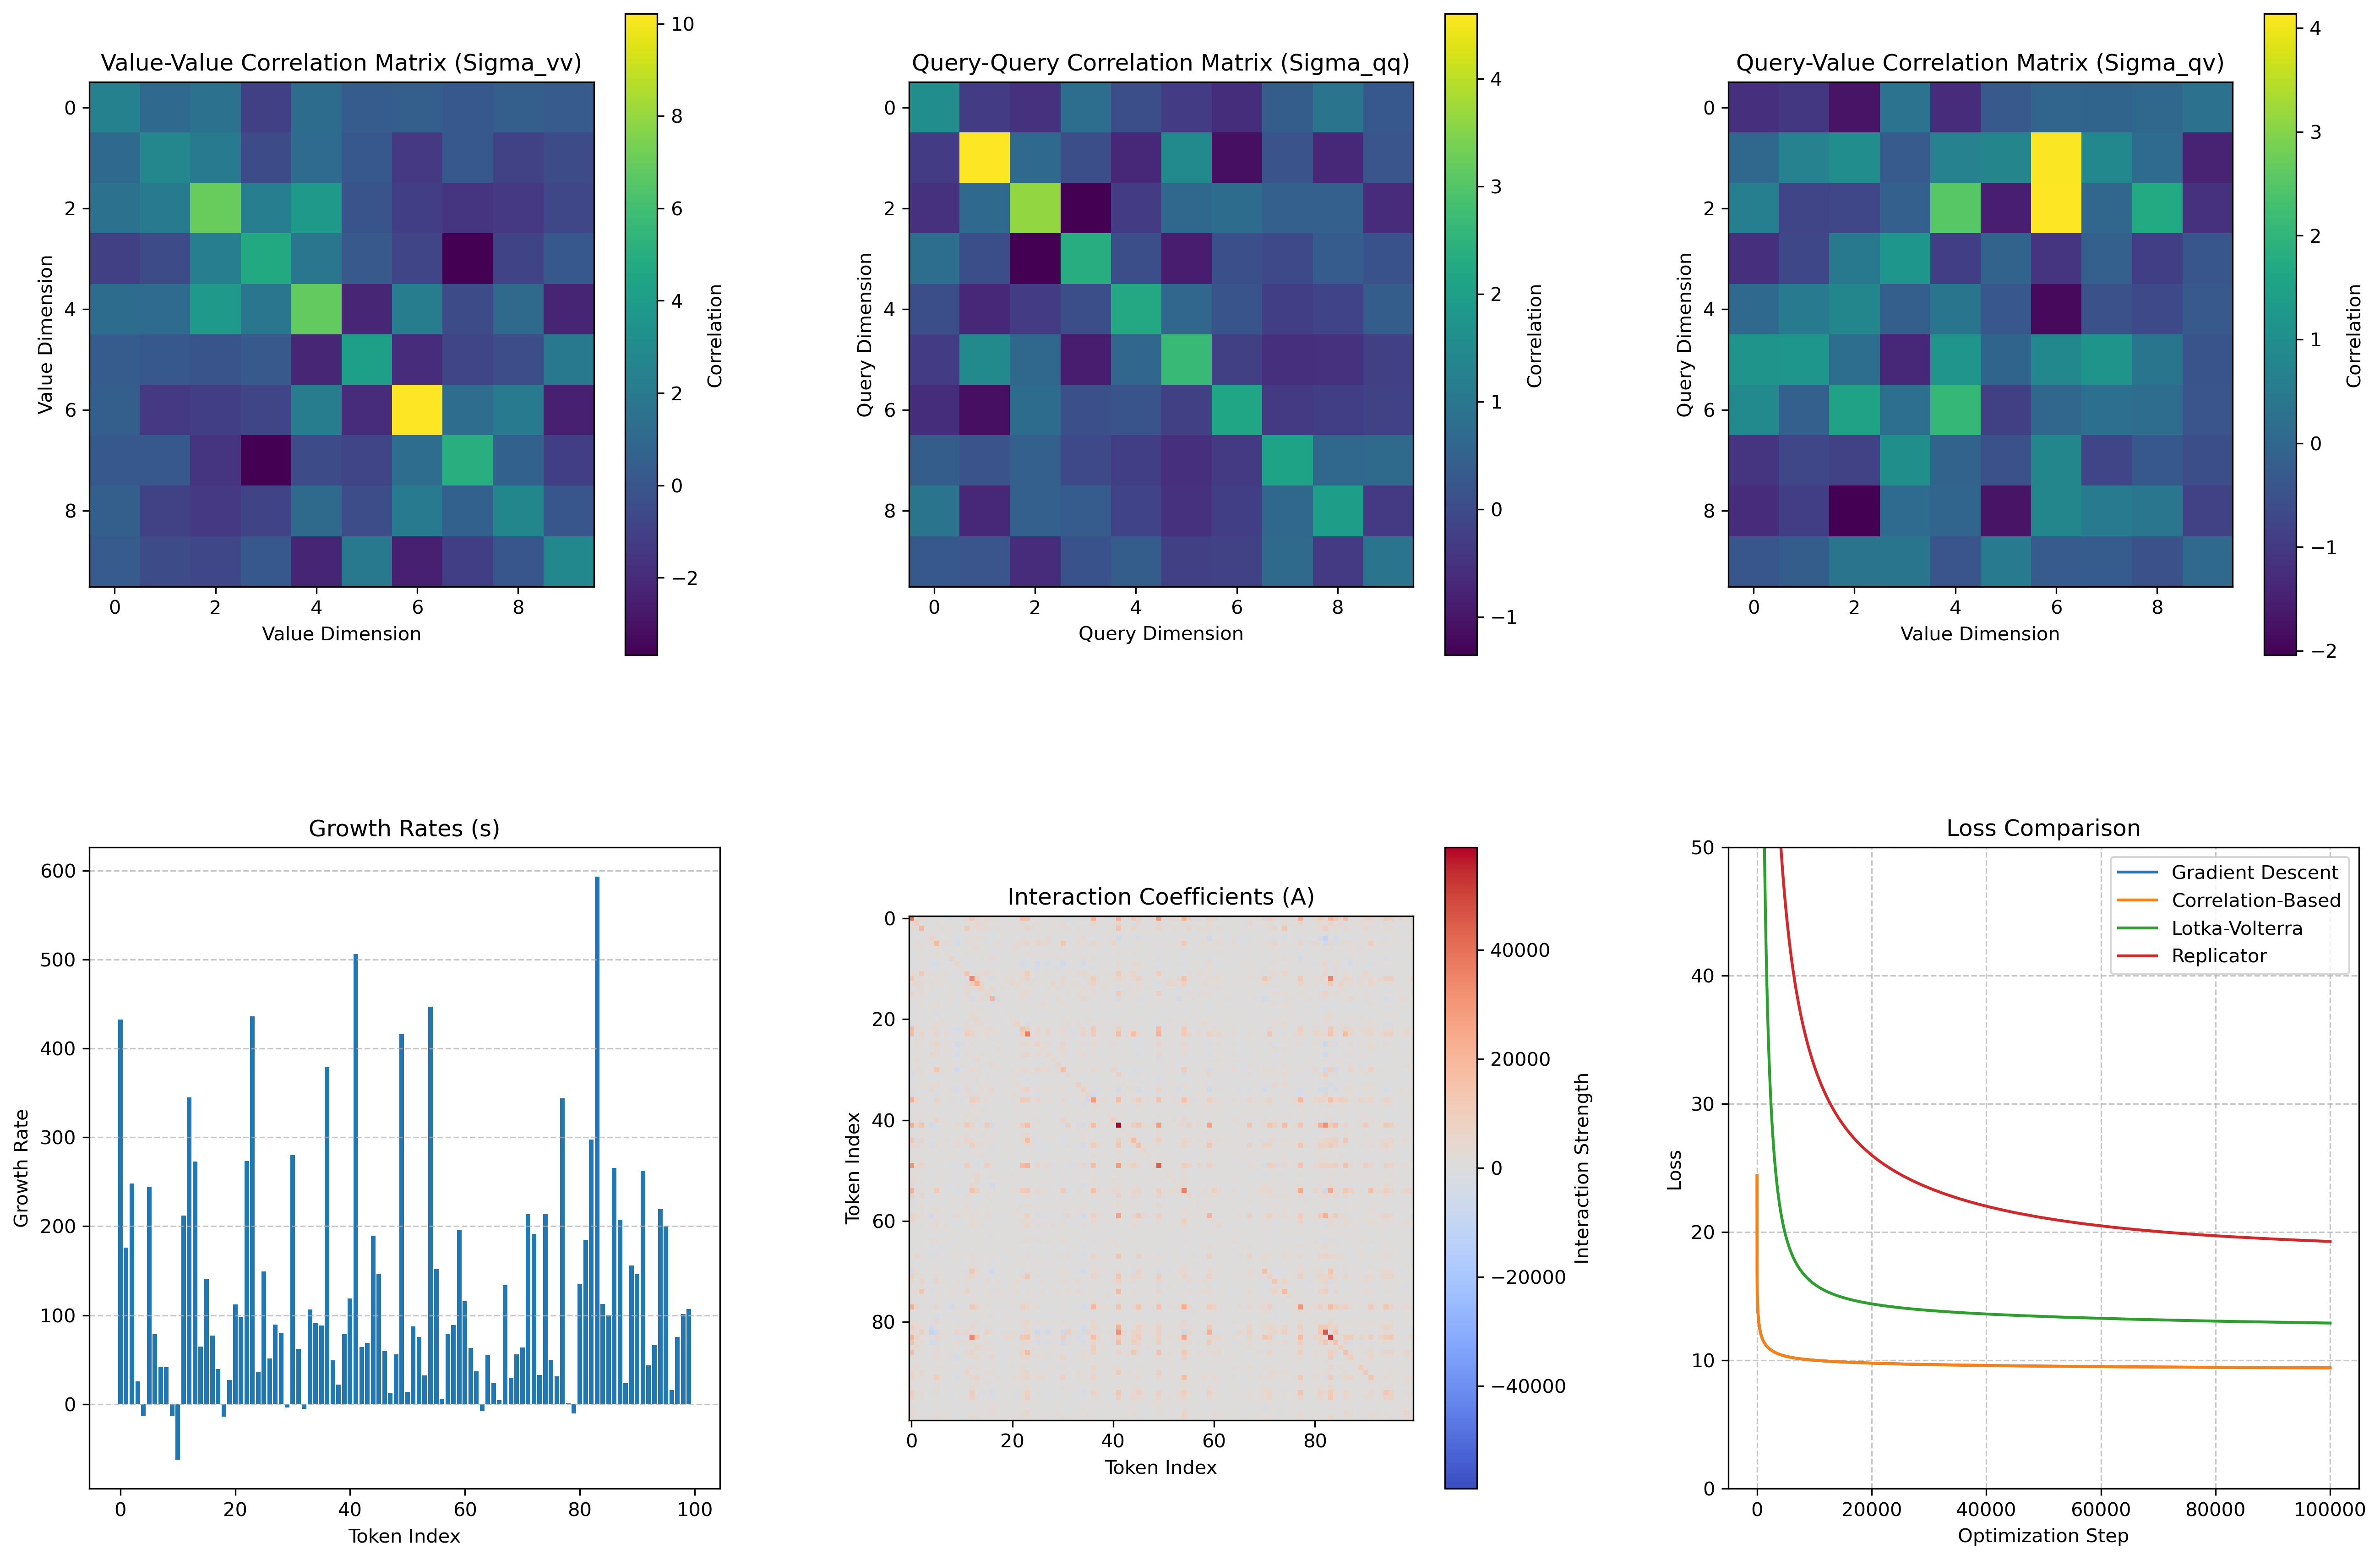 Value-Value Correlation Matrix (Sigma_vv)
0
2
4
6
8
Value Dimension
0 2 4 6 8
Value Dimension
10
8
6
4
2
0
−2
Correlation
Query-Query Correlation Matrix (Sigma_qq)
0
2
4
6
8
Query Dimension
0 2 4 6 8
Query Dimension
4
3
2
1
0
−1
Correlation
Query-Value Correlation Matrix (Sigma_qv)
0
2
4
6
8
Query Dimension
0 2 4 6 8
Value Dimension
4
3
2
1
0
−1
−2
Correlation
Growth Rates (s)
600
500
400
300
200
100
0
Growth Rate
0 20 40 60 80 100
Token Index
Interaction Coefficients (A)
0
20
40
60
80
Token Index
0 20 40 60 80
Token Index
40000
20000
0
−20000
−40000
Interaction Strength
Loss Comparison
50
40
30
20
10
0
Loss
Gradient Descent
Correlation-Based
Lotka-Volterra
Replicator
0 20000 40000 60000 80000 100000
Optimization Step